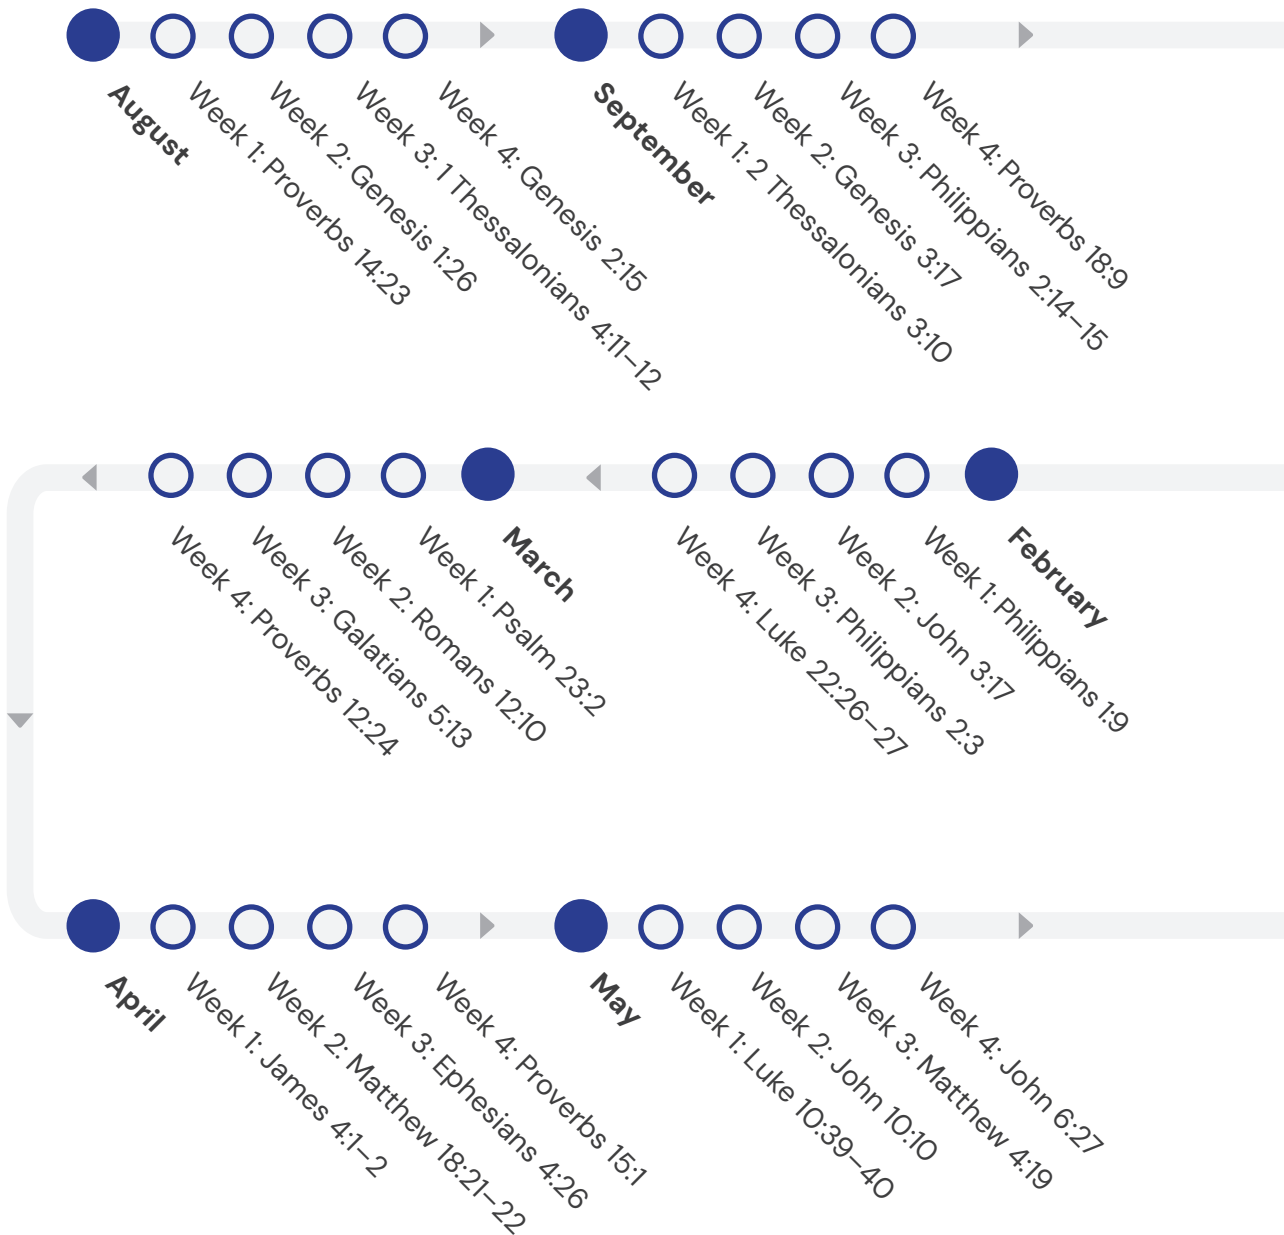 August
Week 1: Proverbs 14:23
Week 2: Genesis 1:26
Week 3: 1 Thessalonians 4:11–12
Week 4: Genesis 2:15
September
Week 1: 2 Thessalonians 3:10
Week 2: Genesis 3:17
Week 3: Philippians 2:14–15
Week 4: Proverbs 18:9
Week 4: Proverbs 12:24
Week 3: Galatians 5:13
Week 2: Romans 12:10
Week 1: Psalm 23:2
March
Week 4: Luke 22:26–27
Week 3: Philippians 2:3
Week 2: John 3:17
Week 1: Philippians 1:9
February
April
Week 1: James 4:1–2
Week 2: Matthew 18:21–22
Week 3: Ephesians 4:26
Week 4: Proverbs 15:1
May
Week 1: Luke 10:39–40
Week 2: John 10:10
Week 3: Matthew 4:19
Week 4: John 6:27